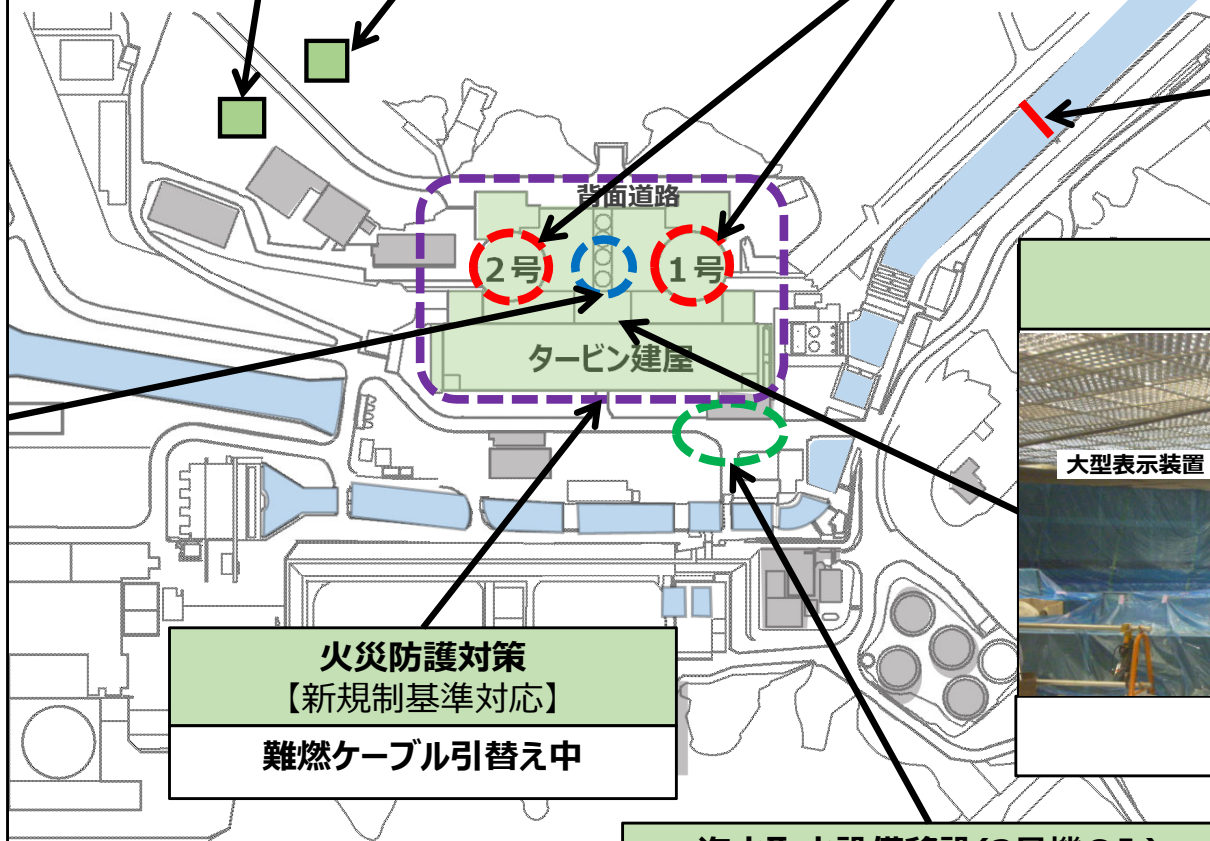 背面道路
2号
1号
タービン建屋
大型表示装置
火災防護対策
【新規制基準対応】
難燃ケーブル引替え中